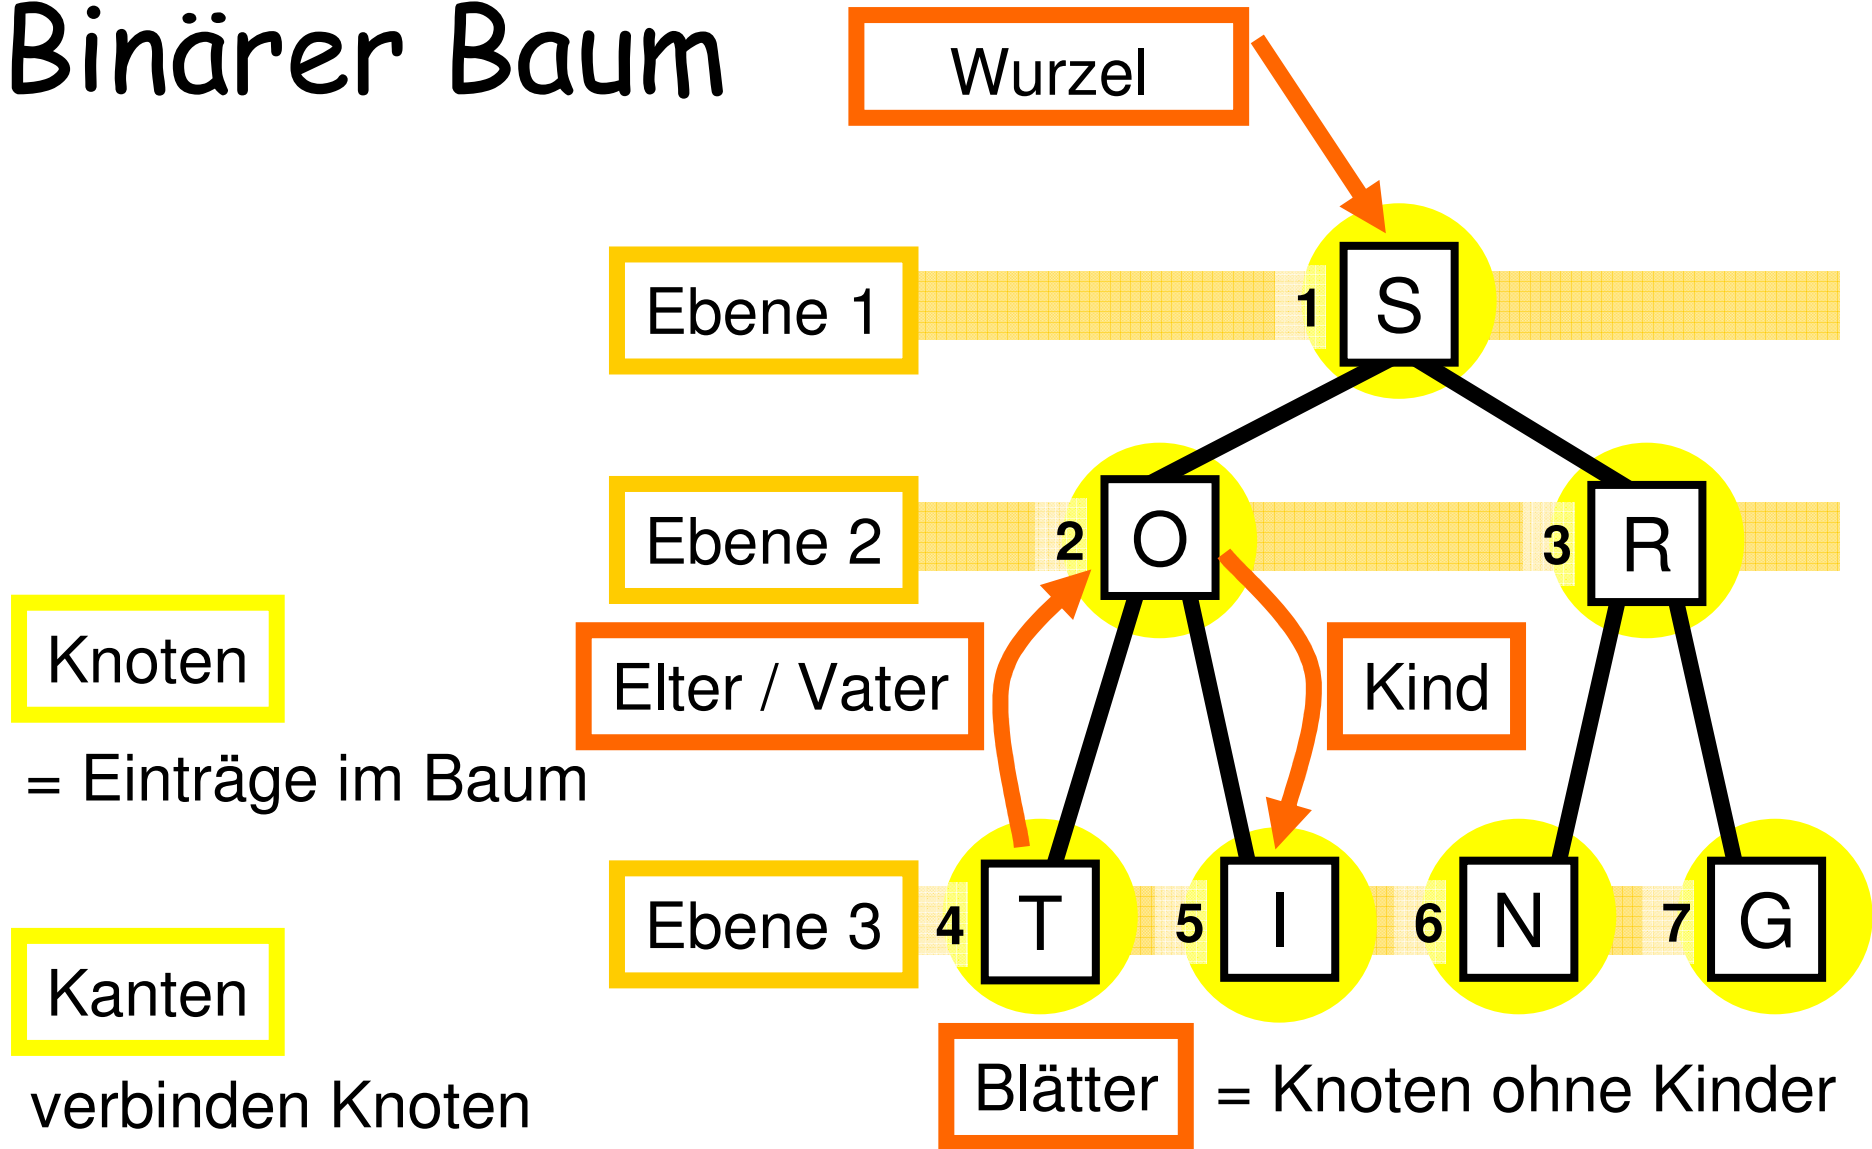 Binärer Baum
Wurzel
Ebene 1
1 S
Ebene 2
2 O
3 R
Knoten
= Einträge im Baum
Elter / Vater
Kind
Ebene 3
4 T
5 I
6 N
7 G
Kanten
verbinden Knoten
Blätter = Knoten ohne Kinder